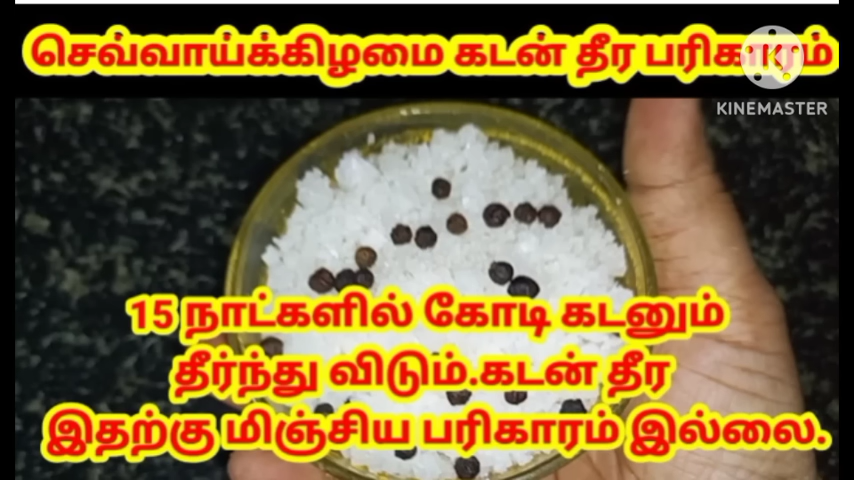 செவ்வாய்க்கிழமை கடன் தீர பரிகாரம்
KINEMASTER
15 நாட்களில் கோடி கடனும்
தீர்ந்து விடும்.கடன் தீர
இதற்கு மிஞ்சிய பரிகாரம் இல்லை.